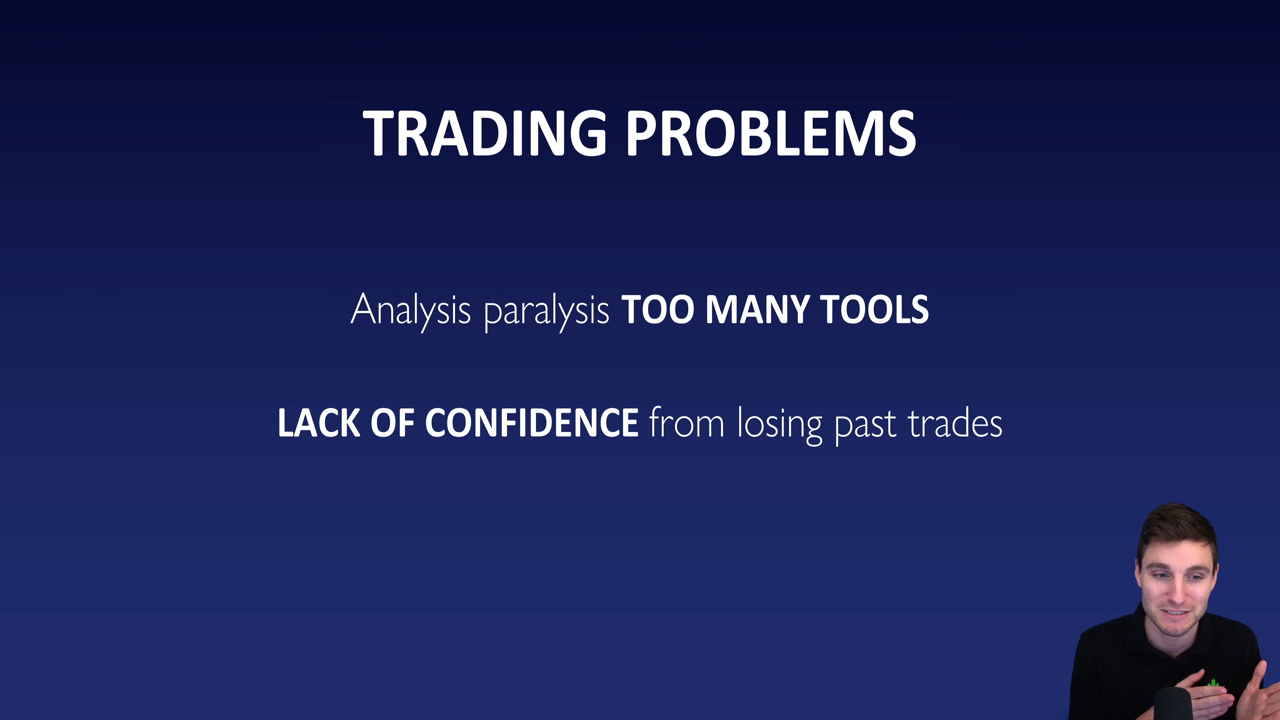 TRADING PROBLEMS
Analysis paralysis TOO MANY TOOLS
LACK OF CONFIDENCE from losing past trades